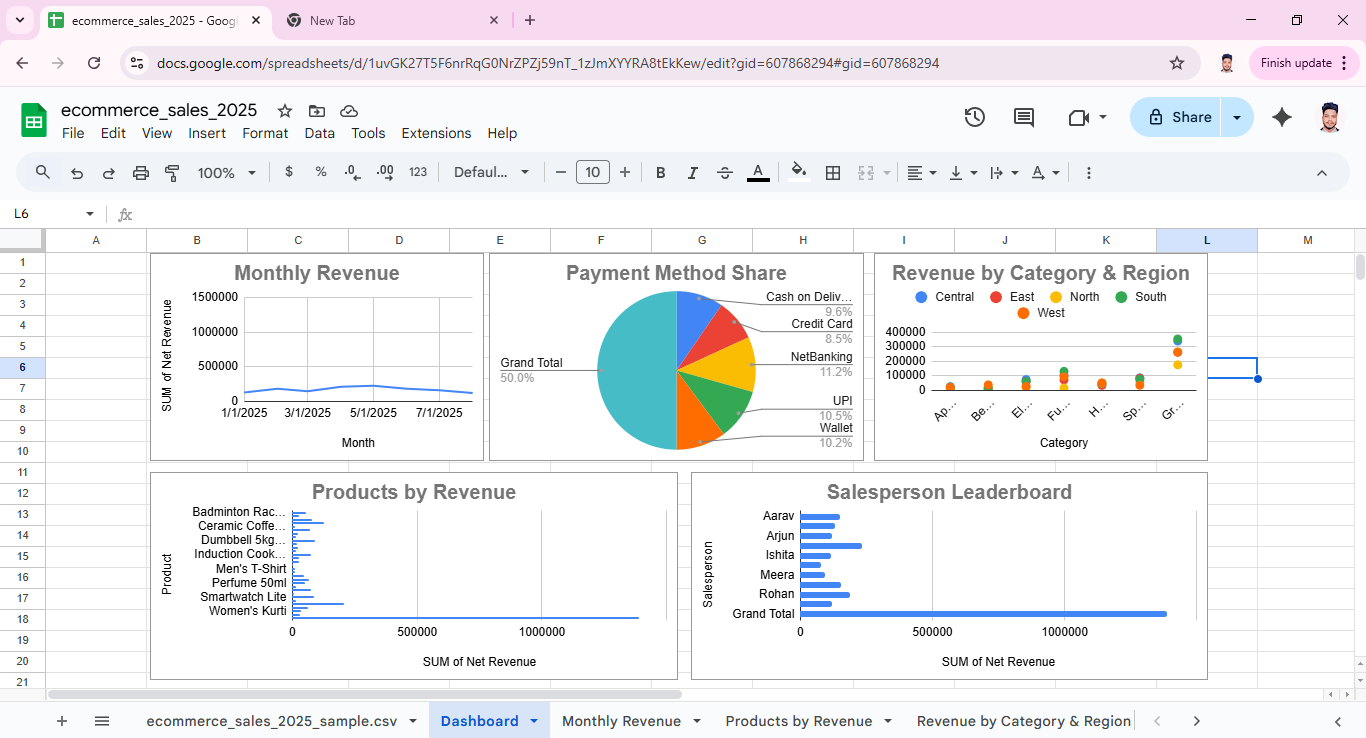 ecommerce_sales_2025 - Googl
New Tab
docs.google.com/spreadsheets/d/1uvGK27T5F6nrRqG0NrZPZj59nT_1zJmXYYRA8tEkKew/edit?gid=607868294#gid=607868294
Finish update
ecommerce_sales_2025
File Edit View Insert Format Data Tools Extensions Help
Share
100% $ % .0 .00 123 Defaul... 10 B I S A
L6 fx
A B C D E F G H I J K L M
1
2
3
4
5
6
7
8
9
10
11
12
13
14
15
16
17
18
19
20
21
Monthly Revenue
SUM of Net Revenue
1500000
1000000
500000
0
1/1/2025 3/1/2025 5/1/2025 7/1/2025
Month
Payment Method Share
Cash on Deliv…
9.6%
Credit Card
8.5%
NetBanking
11.2%
Grand Total
50.0%
UPI
10.5%
Wallet
10.2%
Revenue by Category & Region
Central East North South
West
400000
300000
200000
100000
0
Ap… Be… El… Fu… H… Sp… Gr…
Category
Products by Revenue
Product
Badminton Rac…
Ceramic Coffe…
Dumbbell 5kg…
Induction Cook…
Men's T-Shirt
Perfume 50ml
Smartwatch Lite
Women's Kurti
0 500000 1000000
SUM of Net Revenue
Salesperson Leaderboard
Salesperson
Aarav
Arjun
Ishita
Meera
Rohan
Grand Total
0 500000 1000000
SUM of Net Revenue
ecommerce_sales_2025_sample.csv Dashboard Monthly Revenue Products by Revenue Revenue by Category & Region